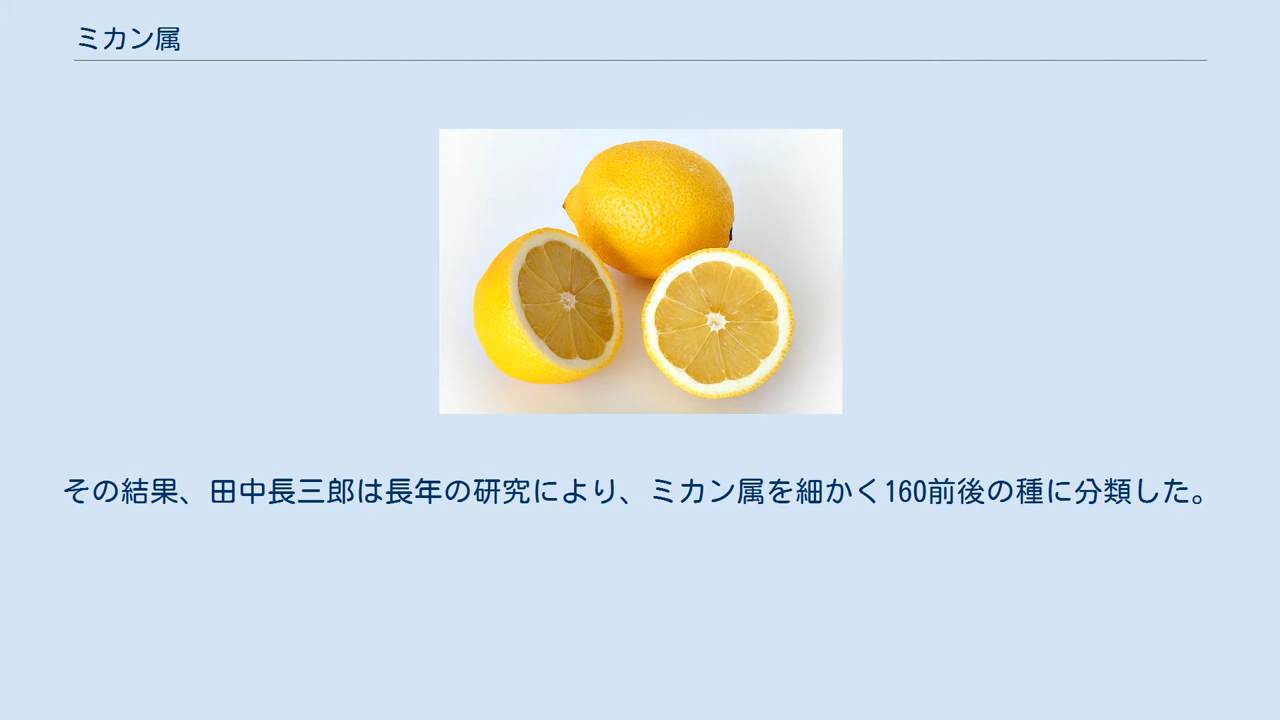 ミカン属
その結果、田中長三郎は長年の研究により、ミカン属を細かく160前後の種に分類した。